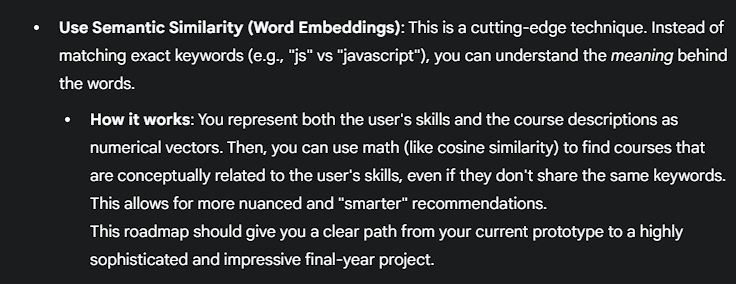 • Use Semantic Similarity (Word Embeddings): This is a cutting-edge technique. Instead of
matching exact keywords (e.g., "js" vs "javascript"), you can understand the meaning behind
the words.
• How it works: You represent both the user's skills and the course descriptions as
numerical vectors. Then, you can use math (like cosine similarity) to find courses that
are conceptually related to the user's skills, even if they don't share the same keywords.
This allows for more nuanced and "smarter" recommendations.
This roadmap should give you a clear path from your current prototype to a highly
sophisticated and impressive final-year project.